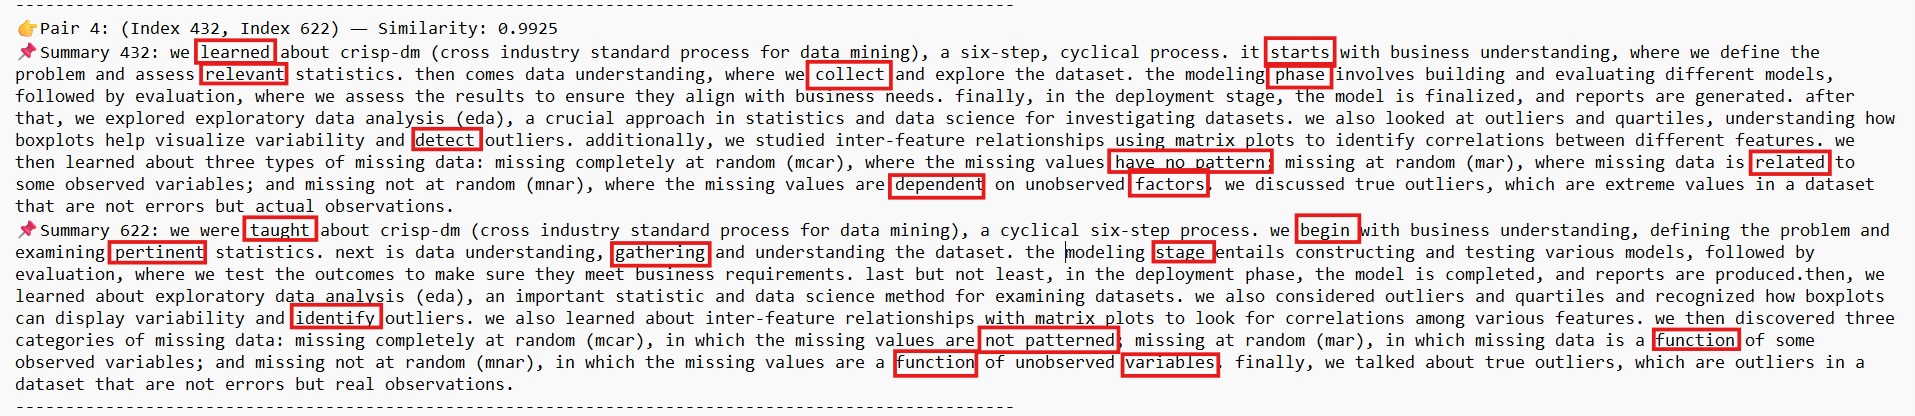 --------------------------------------------------------------------------------
👉Pair 4: (Index 432, Index 622) — Similarity: 0.9925
📌Summary 432: we learned about crisp-dm (cross industry standard process for data mining), a six-step, cyclical process. it starts with business understanding, where we define the
problem and assess relevant statistics. then comes data understanding, where we collect and explore the dataset. the modeling phase involves building and evaluating different models,
followed by evaluation, where we assess the results to ensure they align with business needs. finally, in the deployment stage, the model is finalized, and reports are generated. after
that, we explored exploratory data analysis (eda), a crucial approach in statistics and data science for investigating datasets. we also looked at outliers and quartiles, understanding how
boxplots help visualize variability and detect outliers. additionally, we studied inter-feature relationships using matrix plots to identify correlations between different features. we
then learned about three types of missing data: missing completely at random (mcar), where the missing values have no pattern; missing at random (mar), where missing data is related to
some observed variables; and missing not at random (mnar), where the missing values are dependent on unobserved factors. we discussed true outliers, which are extreme values in a dataset
that are not errors but actual observations.
📌Summary 622: we were taught about crisp-dm (cross industry standard process for data mining), a cyclical six-step process. we begin with business understanding, defining the problem and
examining pertinent statistics. next is data understanding, gathering and understanding the dataset. the modeling stage entails constructing and testing various models, followed by
evaluation, where we test the outcomes to make sure they meet business requirements. last but not least, in the deployment phase, the model is completed, and reports are produced.then, we
learned about exploratory data analysis (eda), an important statistic and data science method for examining datasets. we also considered outliers and quartiles and recognized how boxplots
can display variability and identify outliers. we also learned about inter-feature relationships with matrix plots to look for correlations among various features. we then discovered three
categories of missing data: missing completely at random (mcar), in which the missing values are not patterned; missing at random (mar), in which missing data is a function of some
observed variables; and missing not at random (mnar), in which the missing values are a function of unobserved variables. finally, we talked about true outliers, which are outliers in a
dataset that are not errors but real observations.
--------------------------------------------------------------------------------